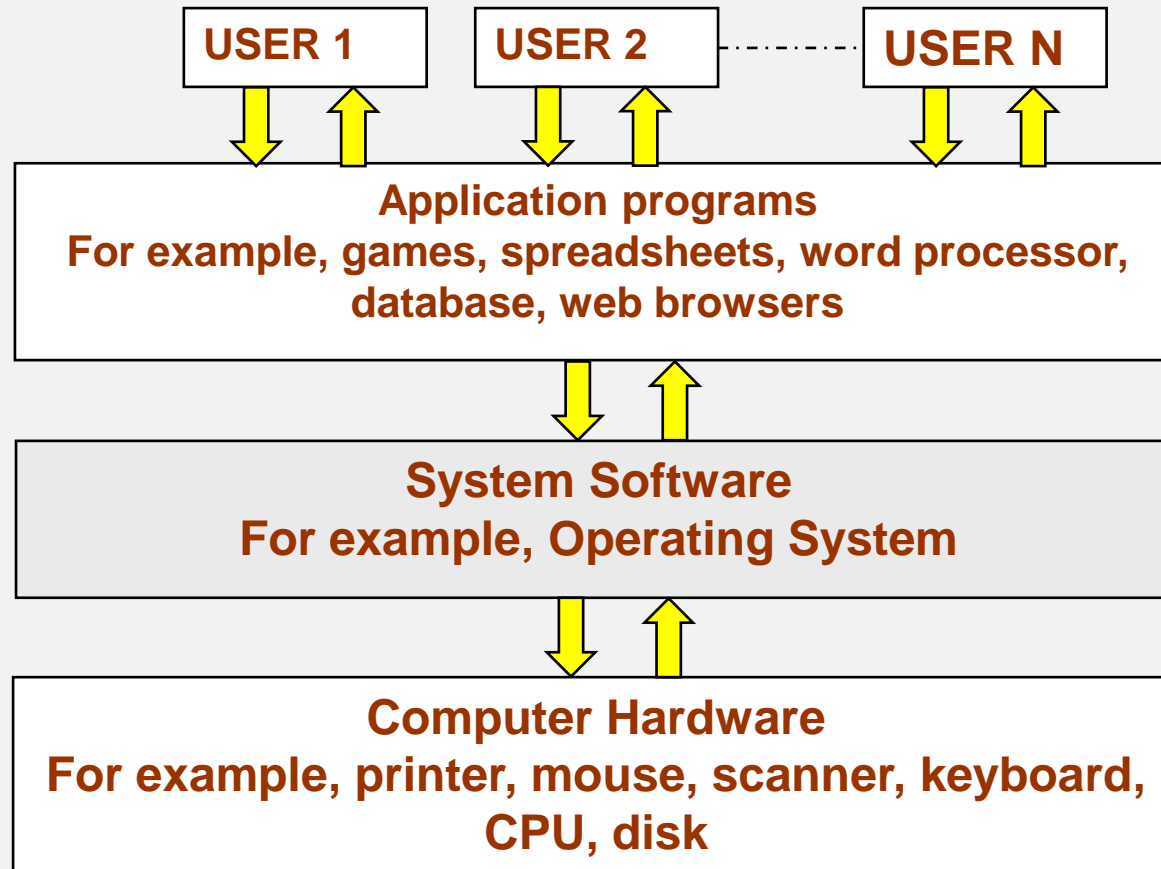 USER 1
USER 2
USER N
Application programs
For example, games, spreadsheets, word processor,
database, web browsers
System Software
For example, Operating System
Computer Hardware
For example, printer, mouse, scanner, keyboard,
CPU, disk